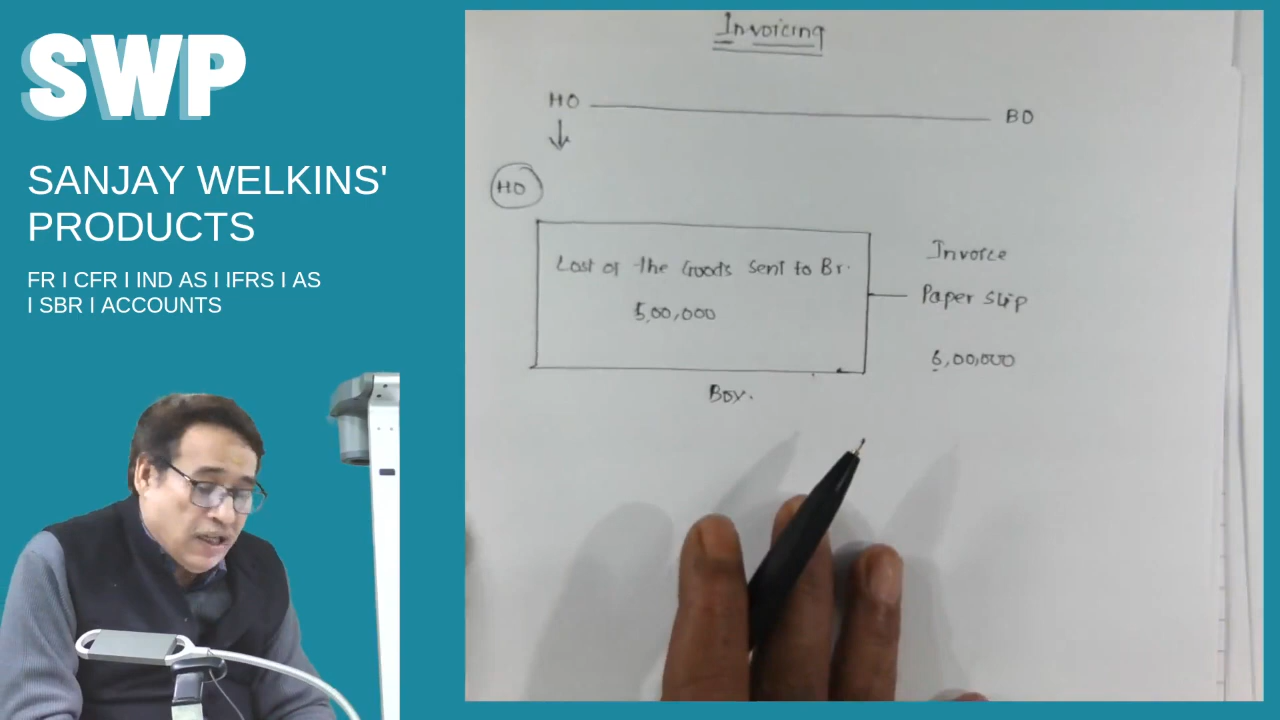 SWP
SANJAY WELKINS'
PRODUCTS
FR I CFR I IND AS I IFRS I AS
I SBR I ACCOUNTS
Invoicing
HO BO
HO
Cost of the Goods sent to Br.
5,00,000
Box.
Invoice
Paper slip
6,00,000